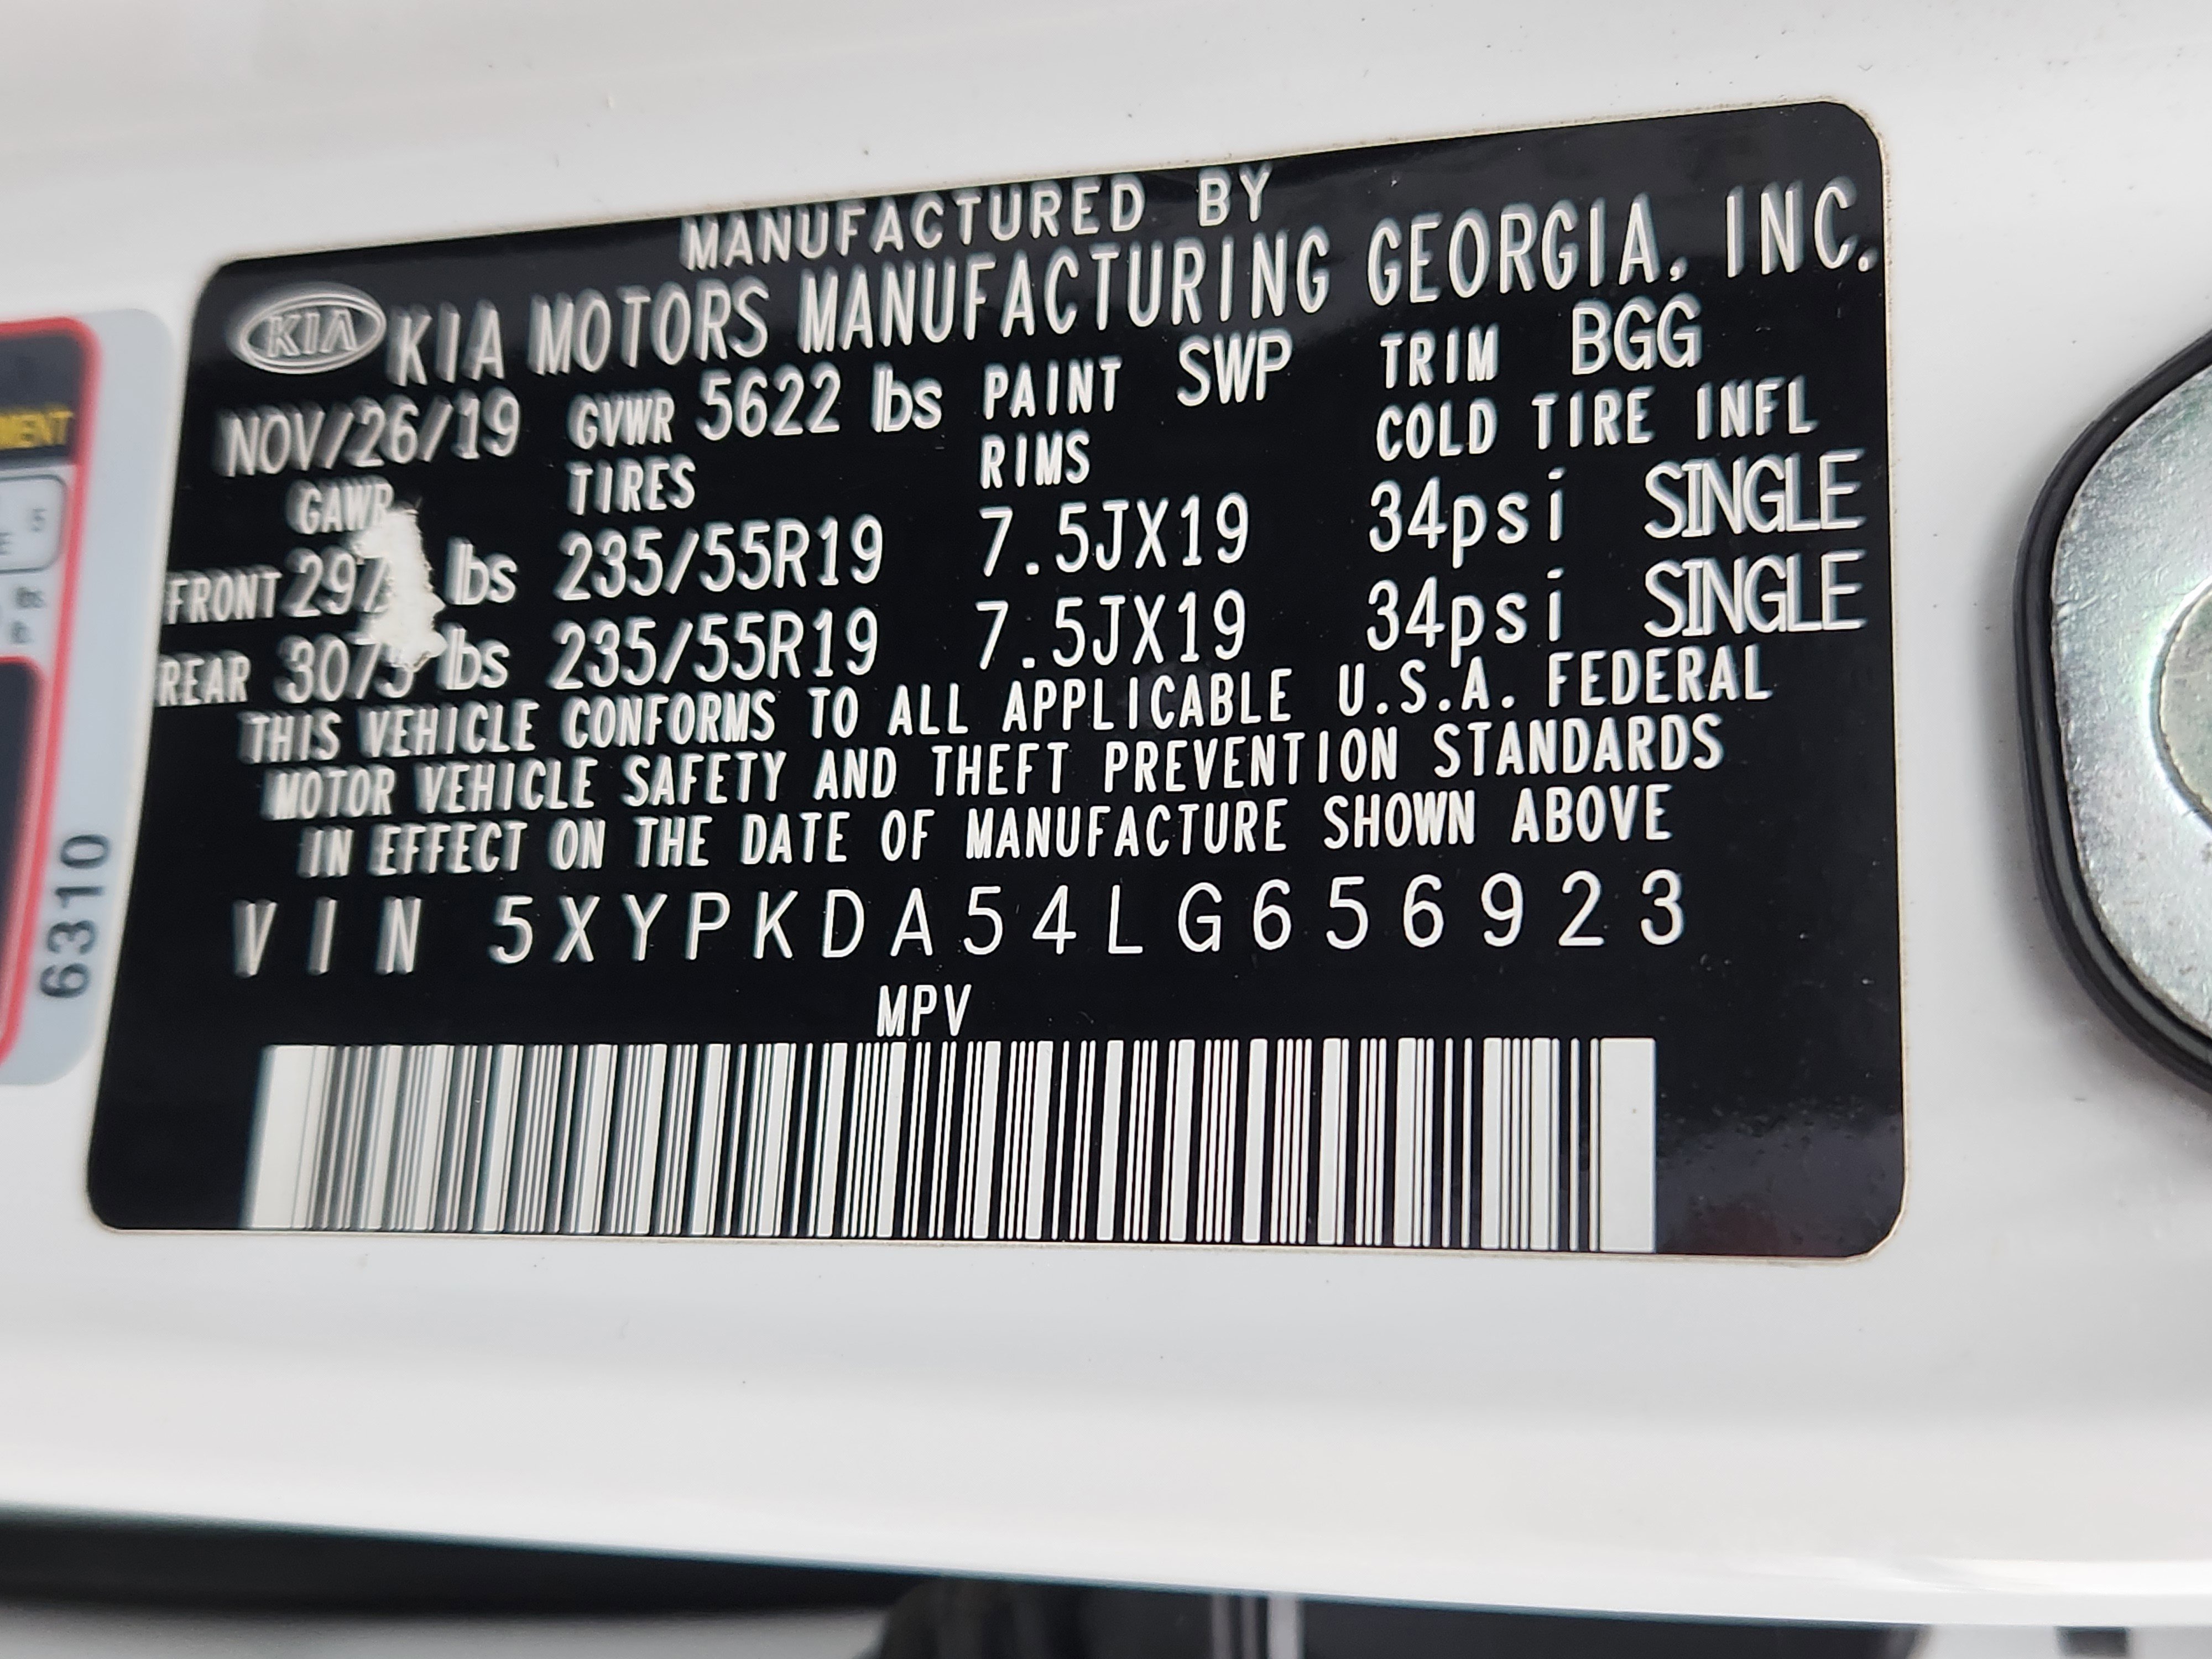 MANUFACTURED BY
KIA KIA MOTORS MANUFACTURING GEORGIA, INC.
NOV/26/19 GVWR 5622 lbs PAINT SWP TRIM BGG
GAWR TIRES RIMS COLD TIRE INFL
FRONT lbs 235/55R19 7.5JX19 34psi SINGLE
REAR 3075 lbs 235/55R19 7.5JX19 34psi SINGLE
THIS VEHICLE CONFORMS TO ALL APPLICABLE U.S.A. FEDERAL
MOTOR VEHICLE SAFETY AND THEFT PREVENTION STANDARDS
IN EFFECT ON THE DATE OF MANUFACTURE SHOWN ABOVE
VIN 5XYPKDA54LG656923
MPV
5
lbs
6310